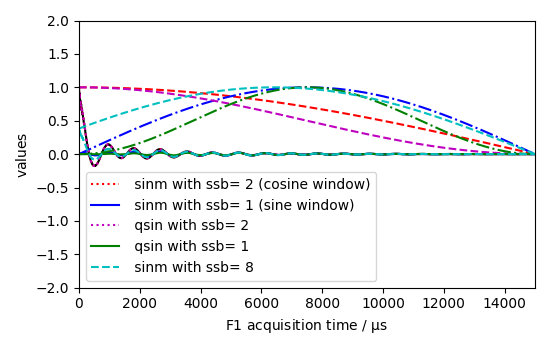 2.0
1.5
1.0
0.5
0.0
−0.5
−1.0
−1.5
−2.0
values
sinm with ssb= 2 (cosine window)
sinm with ssb= 1 (sine window)
qsin with ssb= 2
qsin with ssb= 1
sinm with ssb= 8
0 2000 4000 6000 8000 10000 12000 14000
F1 acquisition time / µs